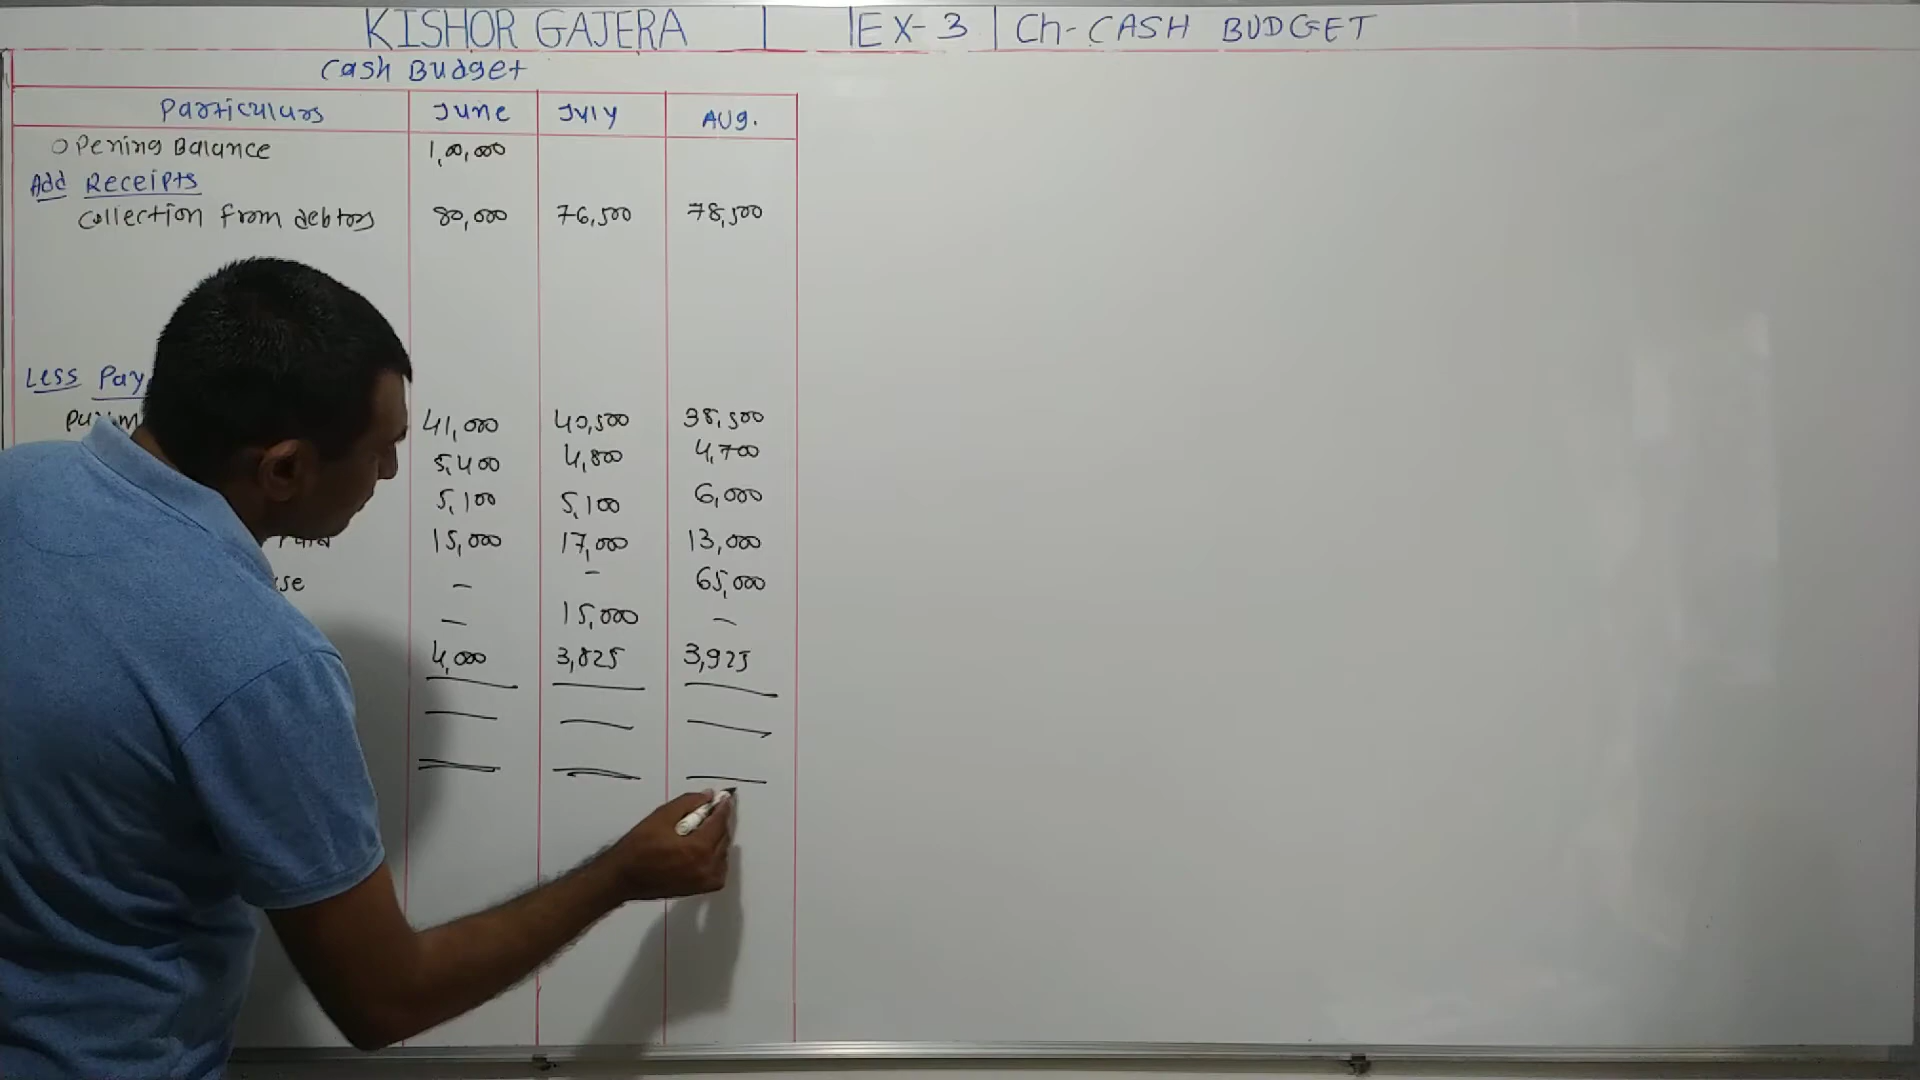 KISHOR GAJERA | EX-3 | Ch-CASH BUDGET
Cash Budget
Particulars June July AUG.
Opening Balance 1,00,000
Add Receipts
Collection from debtors 80,000 76,500 78,500
Less Pay
41,000 40,500 38,500
5,400 4,800 4,700
5,100 5,100 6,000
15,000 17,000 13,000
se - - 65,000
- 15,000 -
4,000 3,825 3,925